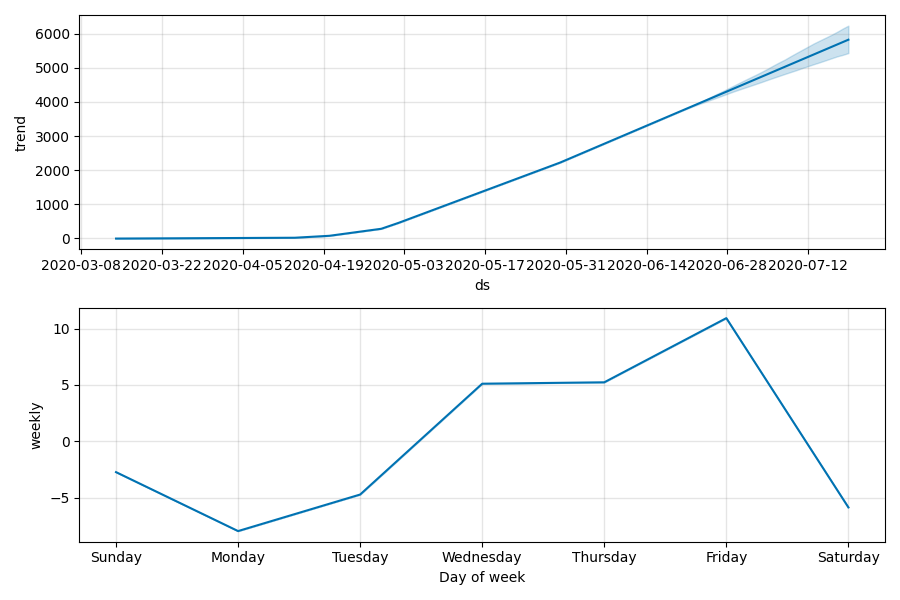 6000
5000
4000
3000
2000
1000
0
trend
2020-03-08 2020-03-22 2020-04-05 2020-04-19 2020-05-03 2020-05-17 2020-05-31 2020-06-14 2020-06-28 2020-07-12
ds
10
5
0
−5
weekly
Sunday Monday Tuesday Wednesday Thursday Friday Saturday
Day of week